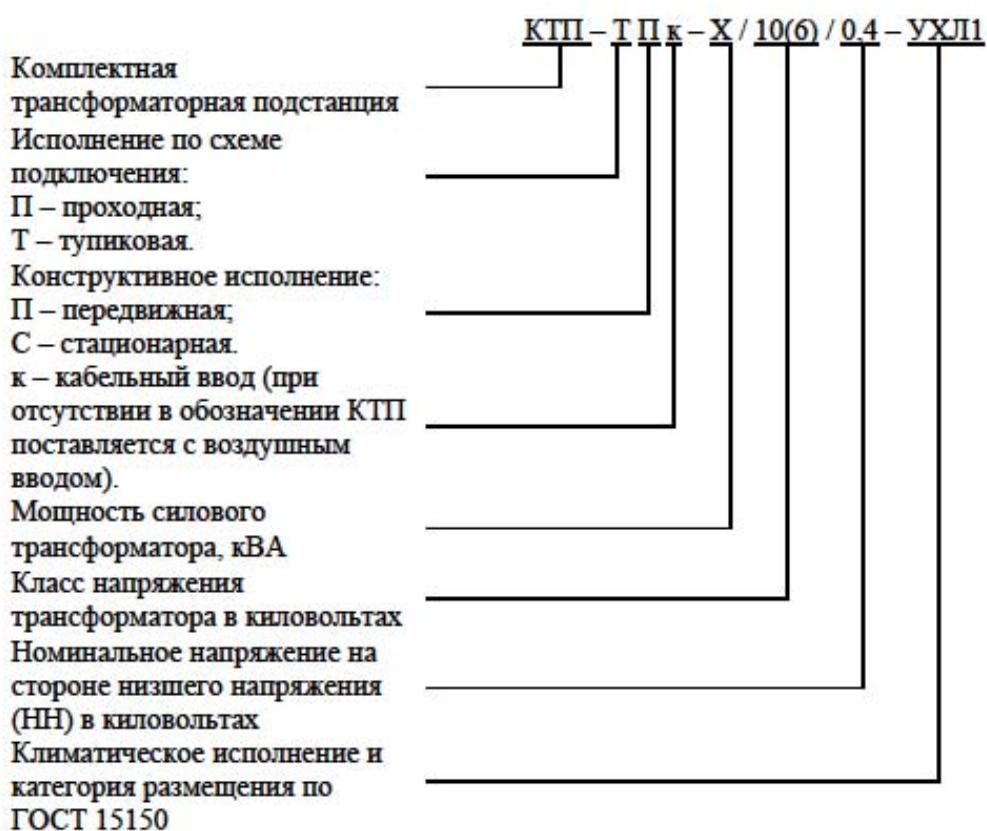 КТП – Т П к – Х / 10(6) / 0,4 – УХЛ1
Комплектная
трансформаторная подстанция
Исполнение по схеме
подключения:
П – проходная;
Т – тупиковая.
Конструктивное исполнение:
П – передвижная;
С – стационарная.
к – кабельный ввод (при
отсутствии в обозначении КТП
поставляется с воздушным
вводом).
Мощность силового
трансформатора, кВА
Класс напряжения
трансформатора в киловольтах
Номинальное напряжение на
стороне низшего напряжения
(НН) в киловольтах
Климатическое исполнение и
категория размещения по
ГОСТ 15150